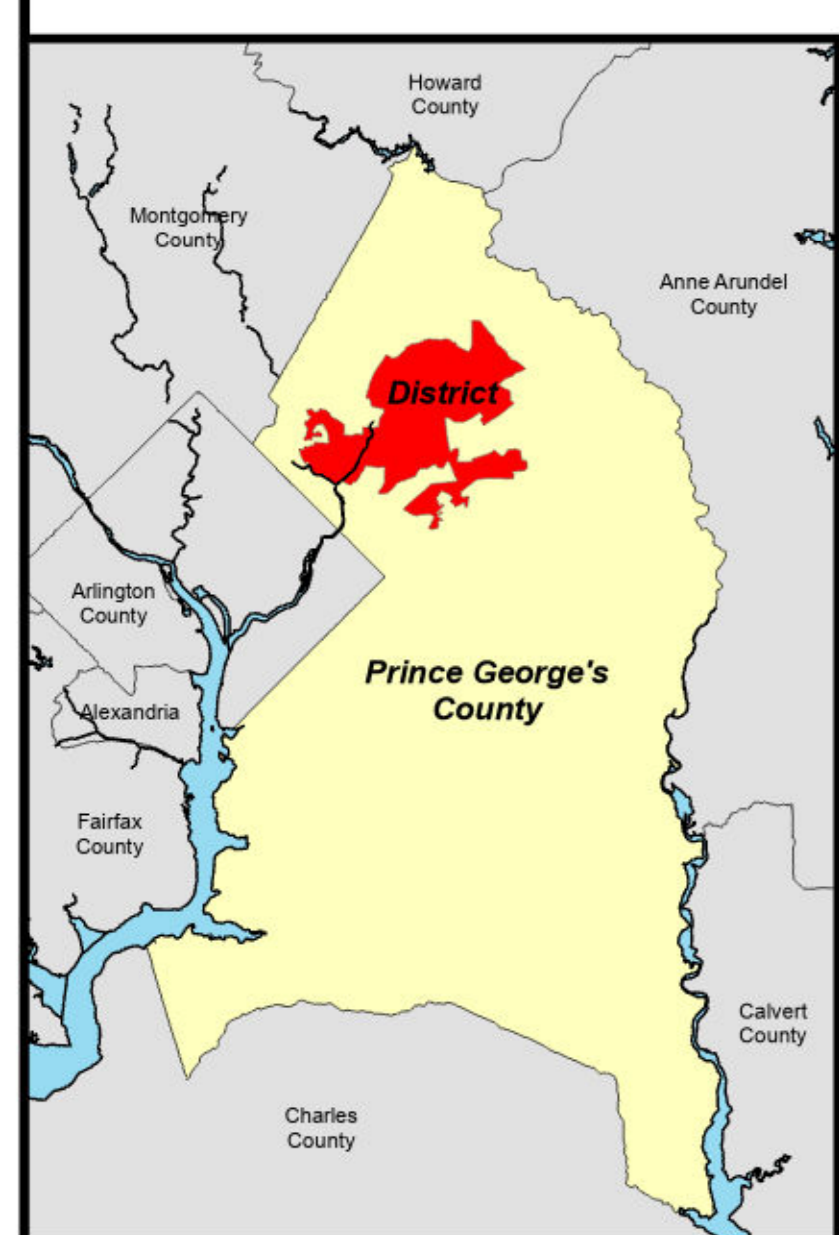 Howard
County
Montgomery
County
Anne Arundel
County
District
Arlington
County
Prince George's
County
Alexandria
Fairfax
County
Calvert
County
Charles
County